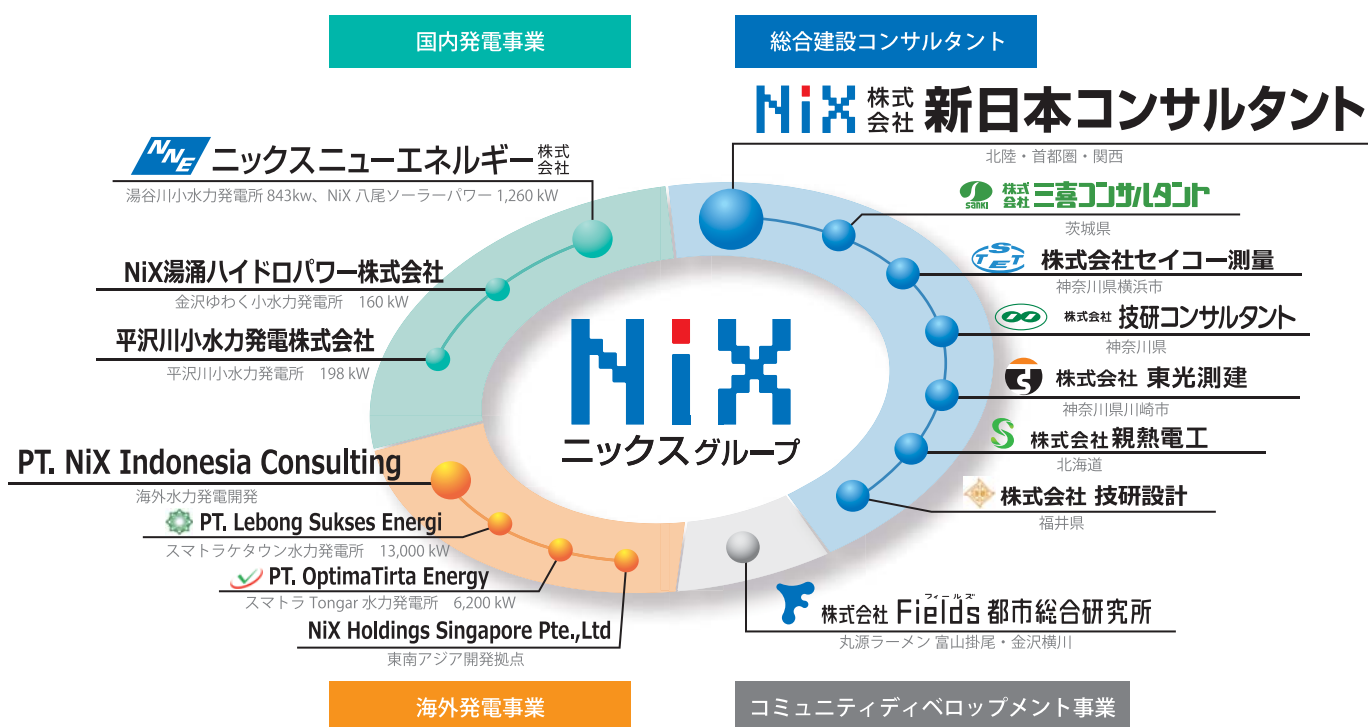 国内発電事業
NNE ニックスニューエネルギー 株式会社
湯谷川小水力発電所 843kw、NiX 八尾ソーラーパワー 1,260 kW
NiX湯涌ハイドロパワー株式会社
金沢ゆわく小水力発電所 160 kW
平沢川小水力発電株式会社
平沢川小水力発電所 198 kW
総合建設コンサルタント
NiX 株式会社 新日本コンサルタント
北陸・首都圏・関西
sanki 株式会社 三喜コンサルタント
茨城県
STET 株式会社セイコー測量
神奈川県横浜市
株式会社 技研コンサルタント
神奈川県
株式会社 東光測建
神奈川県川崎市
S 株式会社 親熱電工
北海道
株式会社 技研設計
福井県
NiX
ニックスグループ
PT. NiX Indonesia Consulting
海外水力発電開発
PT. Lebong Sukses Energi
スマトラケタウン水力発電所 13,000 kW
PT. OptimaTirta Energy
スマトラ Tongar 水力発電所 6,200 kW
NiX Holdings Singapore Pte.,Ltd
東南アジア開発拠点
海外発電事業
フィールズ
株式会社 Fields 都市総合研究所
丸源ラーメン 富山掛尾・金沢横川
コミュニティディベロップメント事業